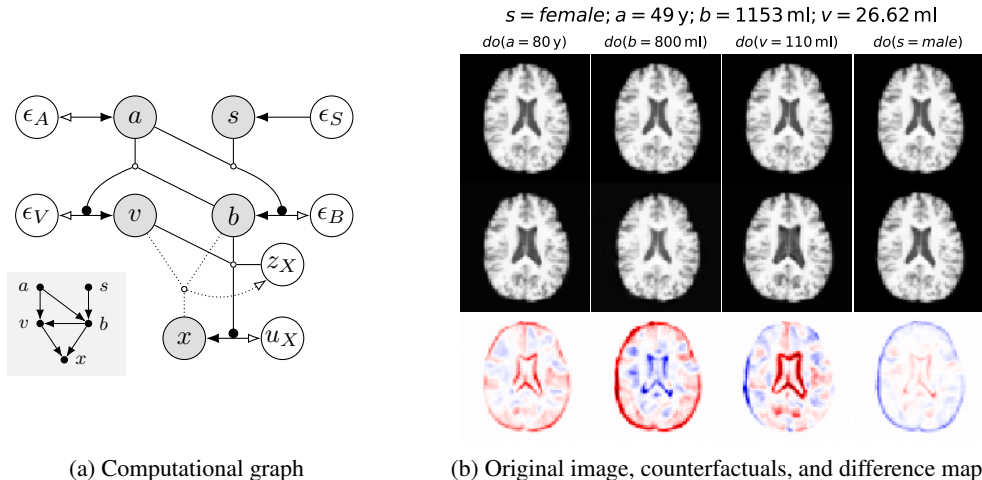 s = female; a = 49 y; b = 1153 ml; v = 26.62 ml
do(a = 80 y) do(b = 800 ml) do(v = 110 ml) do(s = male)
ϵ_A a s ϵ_S
ϵ_V v b ϵ_B
z_X
x u_X
a s
v b
x
(a) Computational graph
(b) Original image, counterfactuals, and difference map